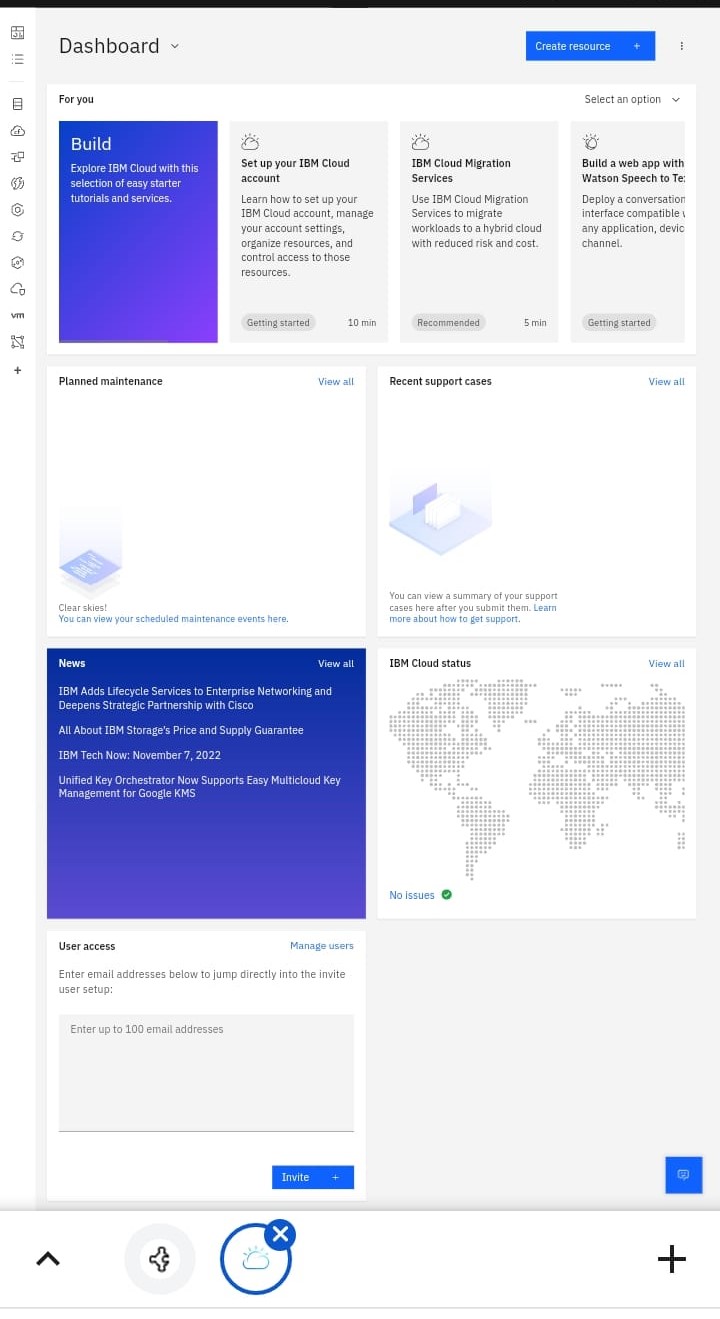 Dashboard
Create resource +
For you
Select an option
Build
Explore IBM Cloud with this
selection of easy starter
tutorials and services.
Set up your IBM Cloud
account
Learn how to set up your
IBM Cloud account, manage
your account settings,
organize resources, and
control access to those
resources.
Getting started
10 min
IBM Cloud Migration
Services
Use IBM Cloud Migration
Services to migrate
workloads to a hybrid cloud
with reduced risk and cost.
Recommended
5 min
Build a web app with
Watson Speech to Te
Deploy a conversation
interface compatible
any application, devic
channel.
Getting started
vm
Planned maintenance
View all
Clear skies!
You can view your scheduled maintenance events here.
Recent support cases
View all
You can view a summary of your support
cases here after you submit them. Learn
more about how to get support.
News
View all
IBM Adds Lifecycle Services to Enterprise Networking and
Deepens Strategic Partnership with Cisco
All About IBM Storage's Price and Supply Guarantee
IBM Tech Now: November 7, 2022
Unified Key Orchestrator Now Supports Easy Multicloud Key
Management for Google KMS
IBM Cloud status
View all
No issues
User access
Manage users
Enter email addresses below to jump directly into the invite
user setup:
Enter up to 100 email addresses
Invite +